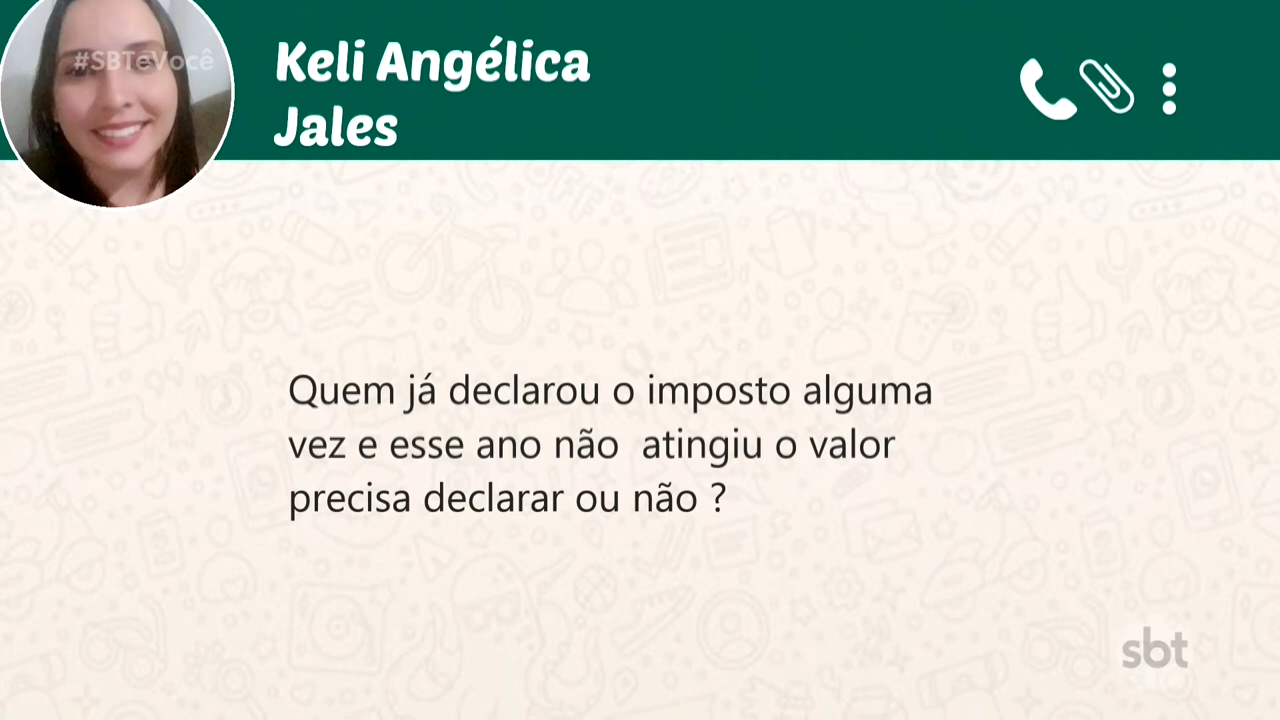 #SBTeVocê
Keli Angélica
Jales
Quem já declarou o imposto alguma
vez e esse ano não  atingiu o valor
precisa declarar ou não ?
sbt